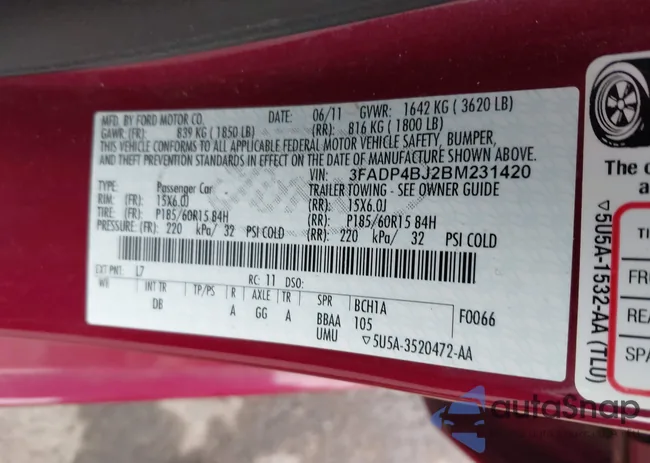 MFD. BY FORD MOTOR CO. DATE: 06/11 GVWR: 1642 KG ( 3620 LB)
GAWR: (FR): 839 KG ( 1850 LB) (RR): 816 KG ( 1800 LB)
THIS VEHICLE CONFORMS TO ALL APPLICABLE FEDERAL MOTOR VEHICLE SAFETY, BUMPER,
AND THEFT PREVENTION STANDARDS IN EFFECT ON THE DATE OF MANUFACTURE SHOWN ABOVE.
VIN: 3FADP4BJ2BM231420
TYPE: Passenger Car TRAILER TOWING - SEE OWNER GUIDE
RIM: (FR): 15X6.0J (RR): 15X6.0J
TIRE: (FR): P185/60R15 84H (RR): P185/60R15 84H
PRESSURE: (FR): 220 kPa/ 32 PSI COLD (RR): 220 kPa/ 32 PSI COLD
EXT PNT: L7 RC: 11 DSO:
WB INT TR TP/PS R AXLE TR SPR BCH1A F0066
DB A GG A BBAA 105
UMU ▽5U5A-3520472-AA
The c
a
▽5U5A-1532-AA (TLU)
TI
FRO
REA
SPA
autoSnap